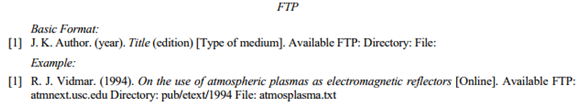 FTP
Basic Format:
[1] J. K. Author. (year). Title (edition) [Type of medium]. Available FTP: Directory: File:
Example:
[1] R. J. Vidmar. (1994). On the use of atmospheric plasmas as electromagnetic reflectors [Online]. Available FTP:
atmnext.usc.edu Directory: pub/etext/1994 File: atmosplasma.txt